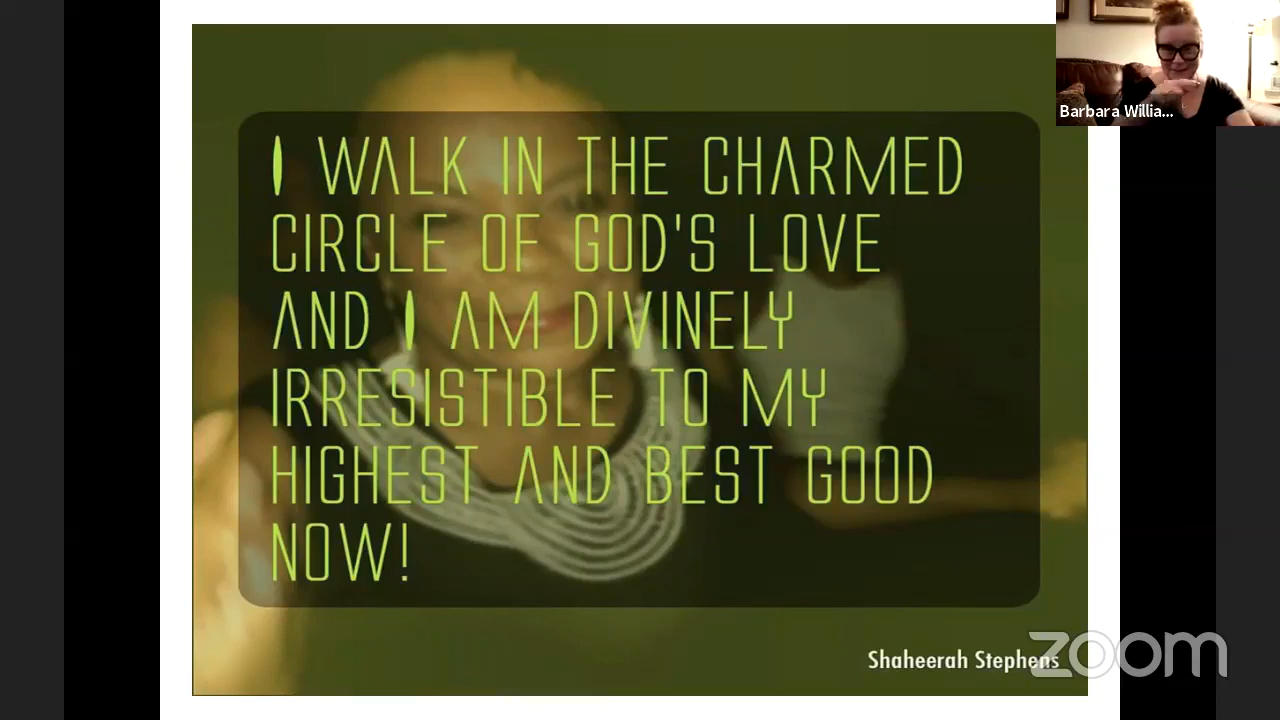 Barbara Willia...
I WALK IN THE CHARMED
CIRCLE OF GOD'S LOVE
AND I AM DIVINELY
IRRESISTIBLE TO MY
HIGHEST AND BEST GOOD
NOW!
Shaheerah Stephens
zoom